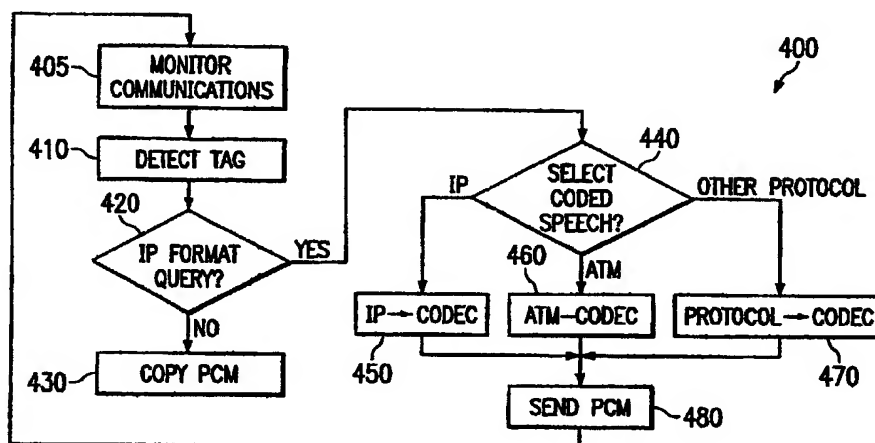 400
405
MONITOR
COMMUNICATIONS
410
DETECT TAG
420
IP FORMAT
QUERY?
YES
NO
430
COPY PCM
440
SELECT
CODED
SPEECH?
IP
OTHER PROTOCOL
ATM
460
IP→CODEC
ATM–CODEC
PROTOCOL→CODEC
450
470
SEND PCM
480